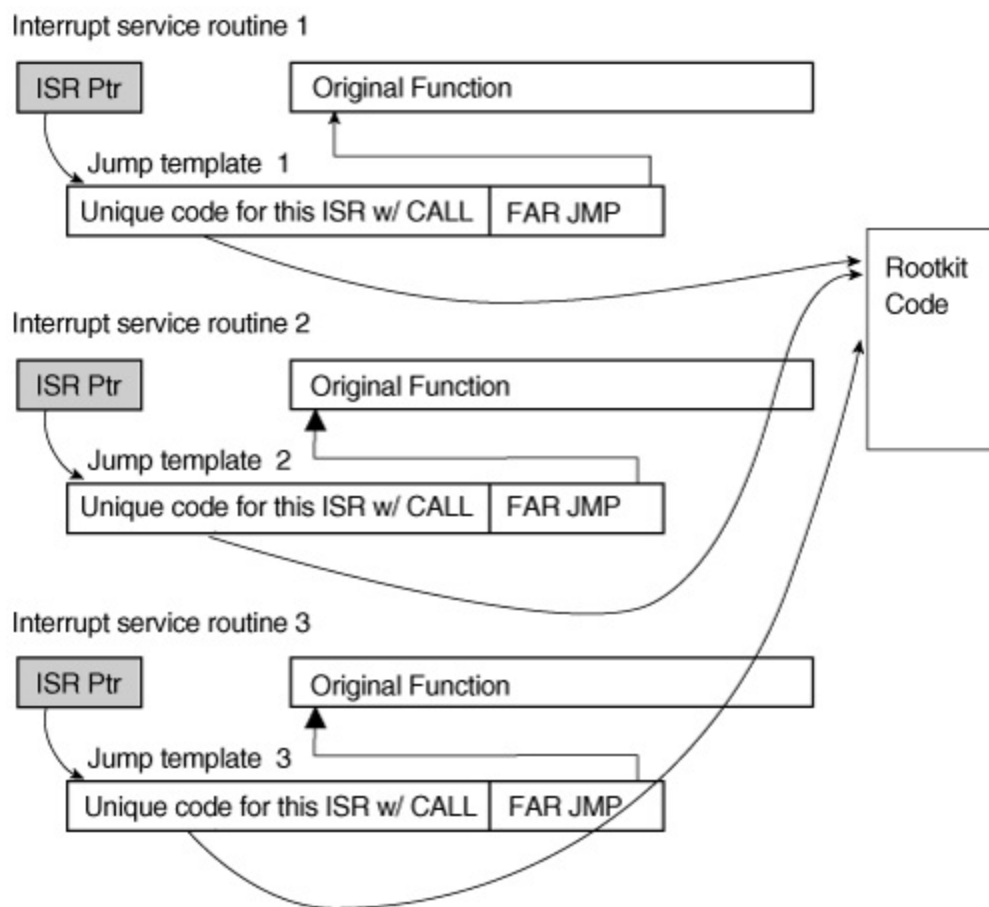 Interrupt service routine 1
ISR Ptr
Original Function
Jump template 1
Unique code for this ISR w/ CALL
FAR JMP
Rootkit
Code
Interrupt service routine 2
ISR Ptr
Original Function
Jump template 2
Unique code for this ISR w/ CALL
FAR JMP
Interrupt service routine 3
ISR Ptr
Original Function
Jump template 3
Unique code for this ISR w/ CALL
FAR JMP